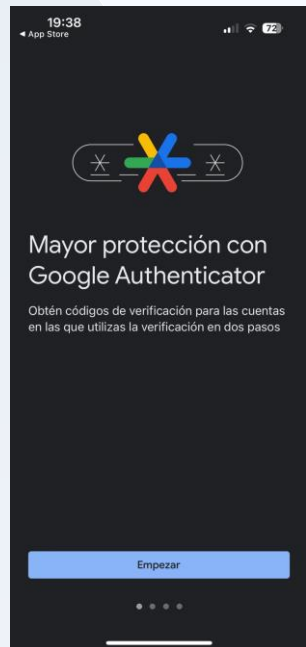 19:38
◀ App Store
72
Mayor protección con
Google Authenticator
Obtén códigos de verificación para las cuentas
en las que utilizas la verificación en dos pasos
Empezar